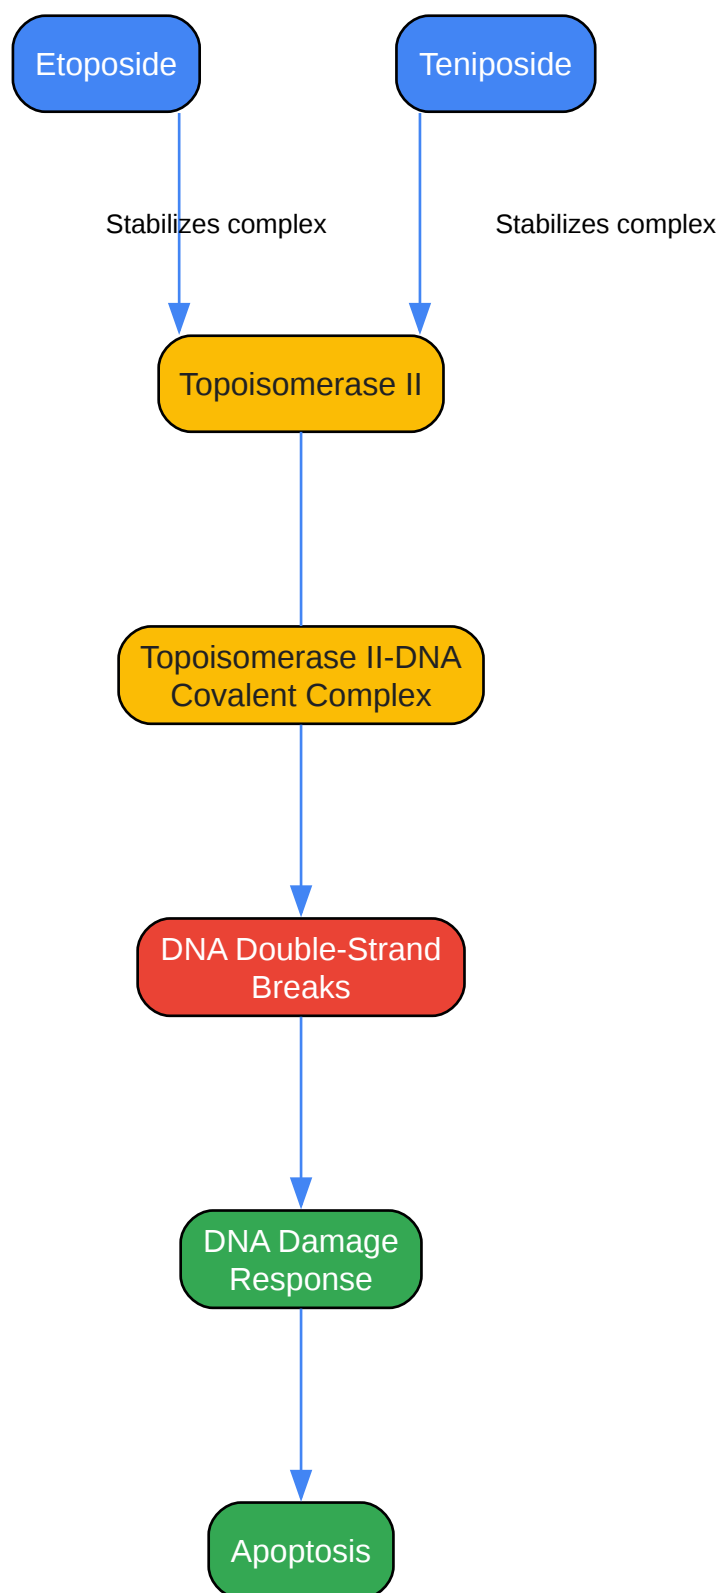 Etoposide
Teniposide
Stabilizes complex
Stabilizes complex
Topoisomerase II
Topoisomerase II-DNA
Covalent Complex
DNA Double-Strand
Breaks
DNA Damage
Response
Apoptosis